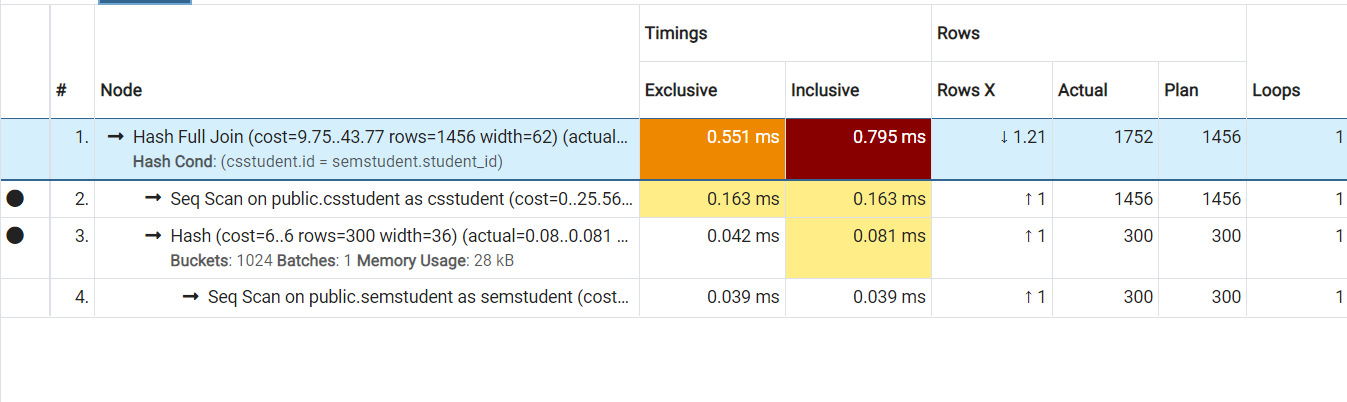 Timings Rows
# Node Exclusive Inclusive Rows X Actual Plan Loops
1. → Hash Full Join (cost=9.75..43.77 rows=1456 width=62) (actual... 0.551 ms 0.795 ms ↓ 1.21 1752 1456 1
Hash Cond: (csstudent.id = semstudent.student_id)
2. → Seq Scan on public.csstudent as csstudent (cost=0..25.56... 0.163 ms 0.163 ms ↑ 1 1456 1456 1
3. → Hash (cost=6..6 rows=300 width=36) (actual=0.08..0.081 ... 0.042 ms 0.081 ms ↑ 1 300 300 1
Buckets: 1024 Batches: 1 Memory Usage: 28 kB
4. → Seq Scan on public.semstudent as semstudent (cost... 0.039 ms 0.039 ms ↑ 1 300 300 1